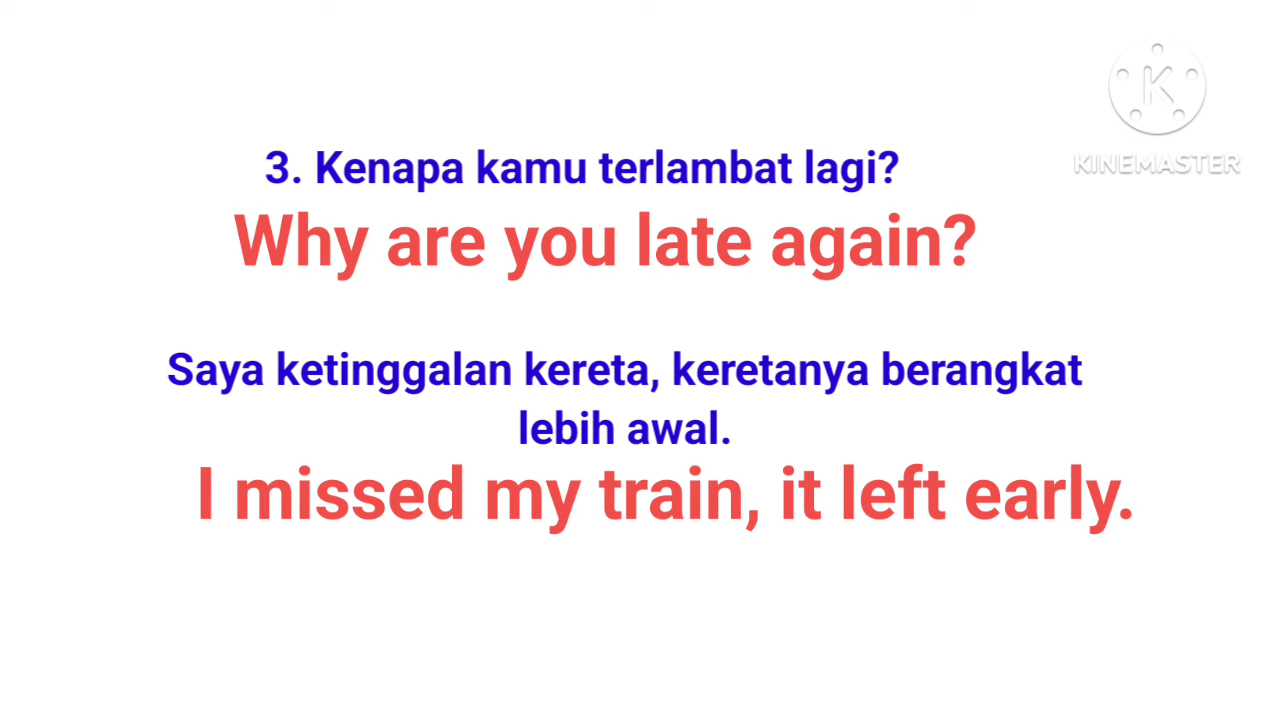 KINEMASTER
3. Kenapa kamu terlambat lagi?
Why are you late again?
Saya ketinggalan kereta, keretanya berangkat
lebih awal.
I missed my train, it left early.